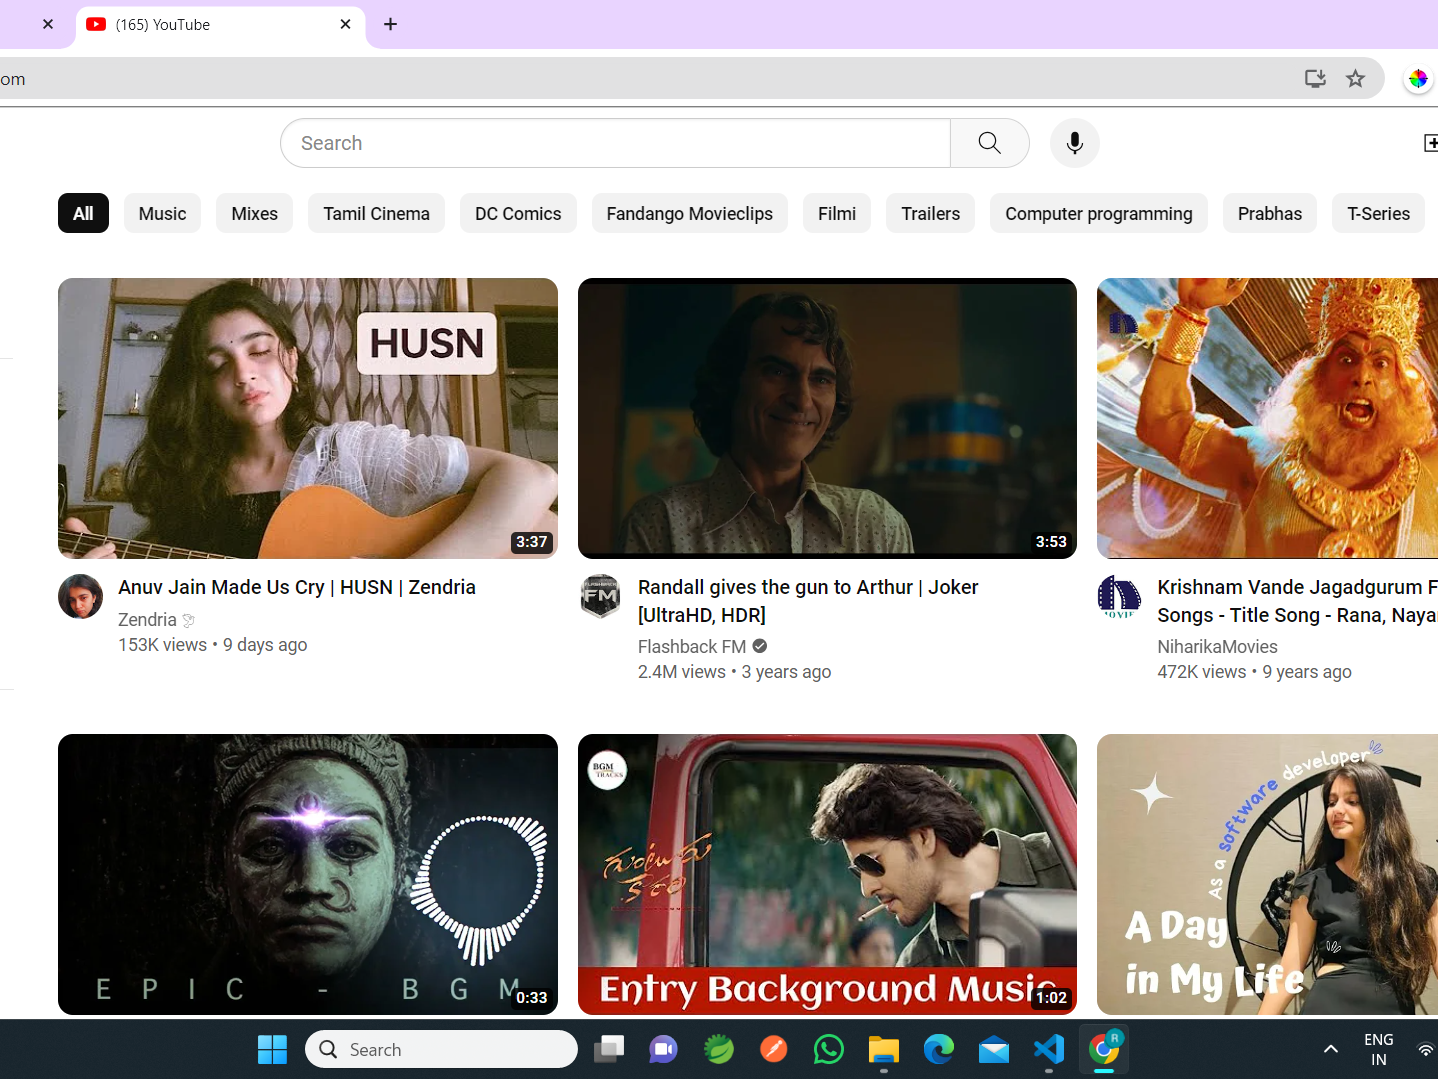 (165) YouTube
om
Search
All
Music
Mixes
Tamil Cinema
DC Comics
Fandango Movieclips
Filmi
Trailers
Computer programming
Prabhas
T-Series
HUSN
3:37
3:53
Anuv Jain Made Us Cry | HUSN | Zendria
Zendria
153K views • 9 days ago
FM
Randall gives the gun to Arthur | Joker
[UltraHD, HDR]
Flashback FM
2.4M views • 3 years ago
Krishnam Vande Jagadgurum F
Songs - Title Song - Rana, Naya
NiharikaMovies
472K views • 9 years ago
EPIC - BGM
0:33
BGM
TRACKS
గుంటూరు
కారం
Entry Background Music
1:02
As a software developer
A Day
in My Life
Search
R
ENG
IN